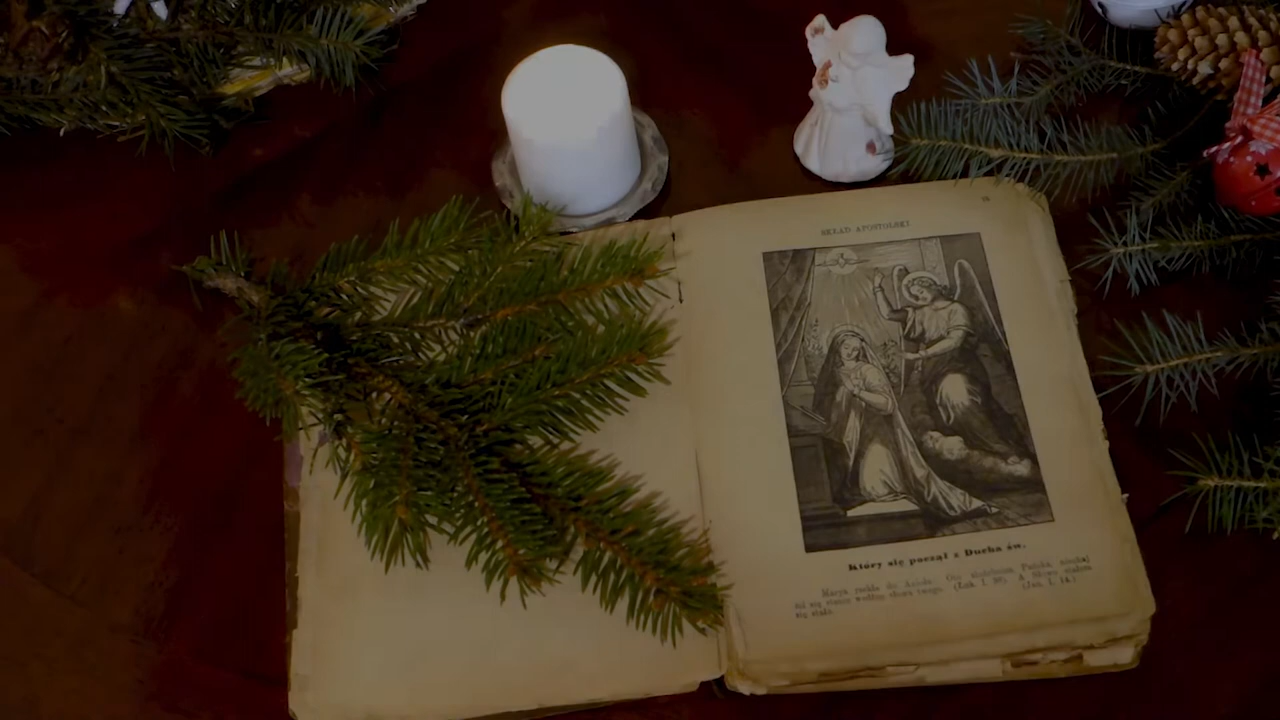 SKŁAD APOSTOLSKI
Który się począł z Ducha św.
Marya rzekła do Anioła: Oto służebnica Pańska, niechaj
mi się stanie według słowa twego. (Łuk. I. 38). A Słowo ciałem
się stało. (Jan. I. 14.)